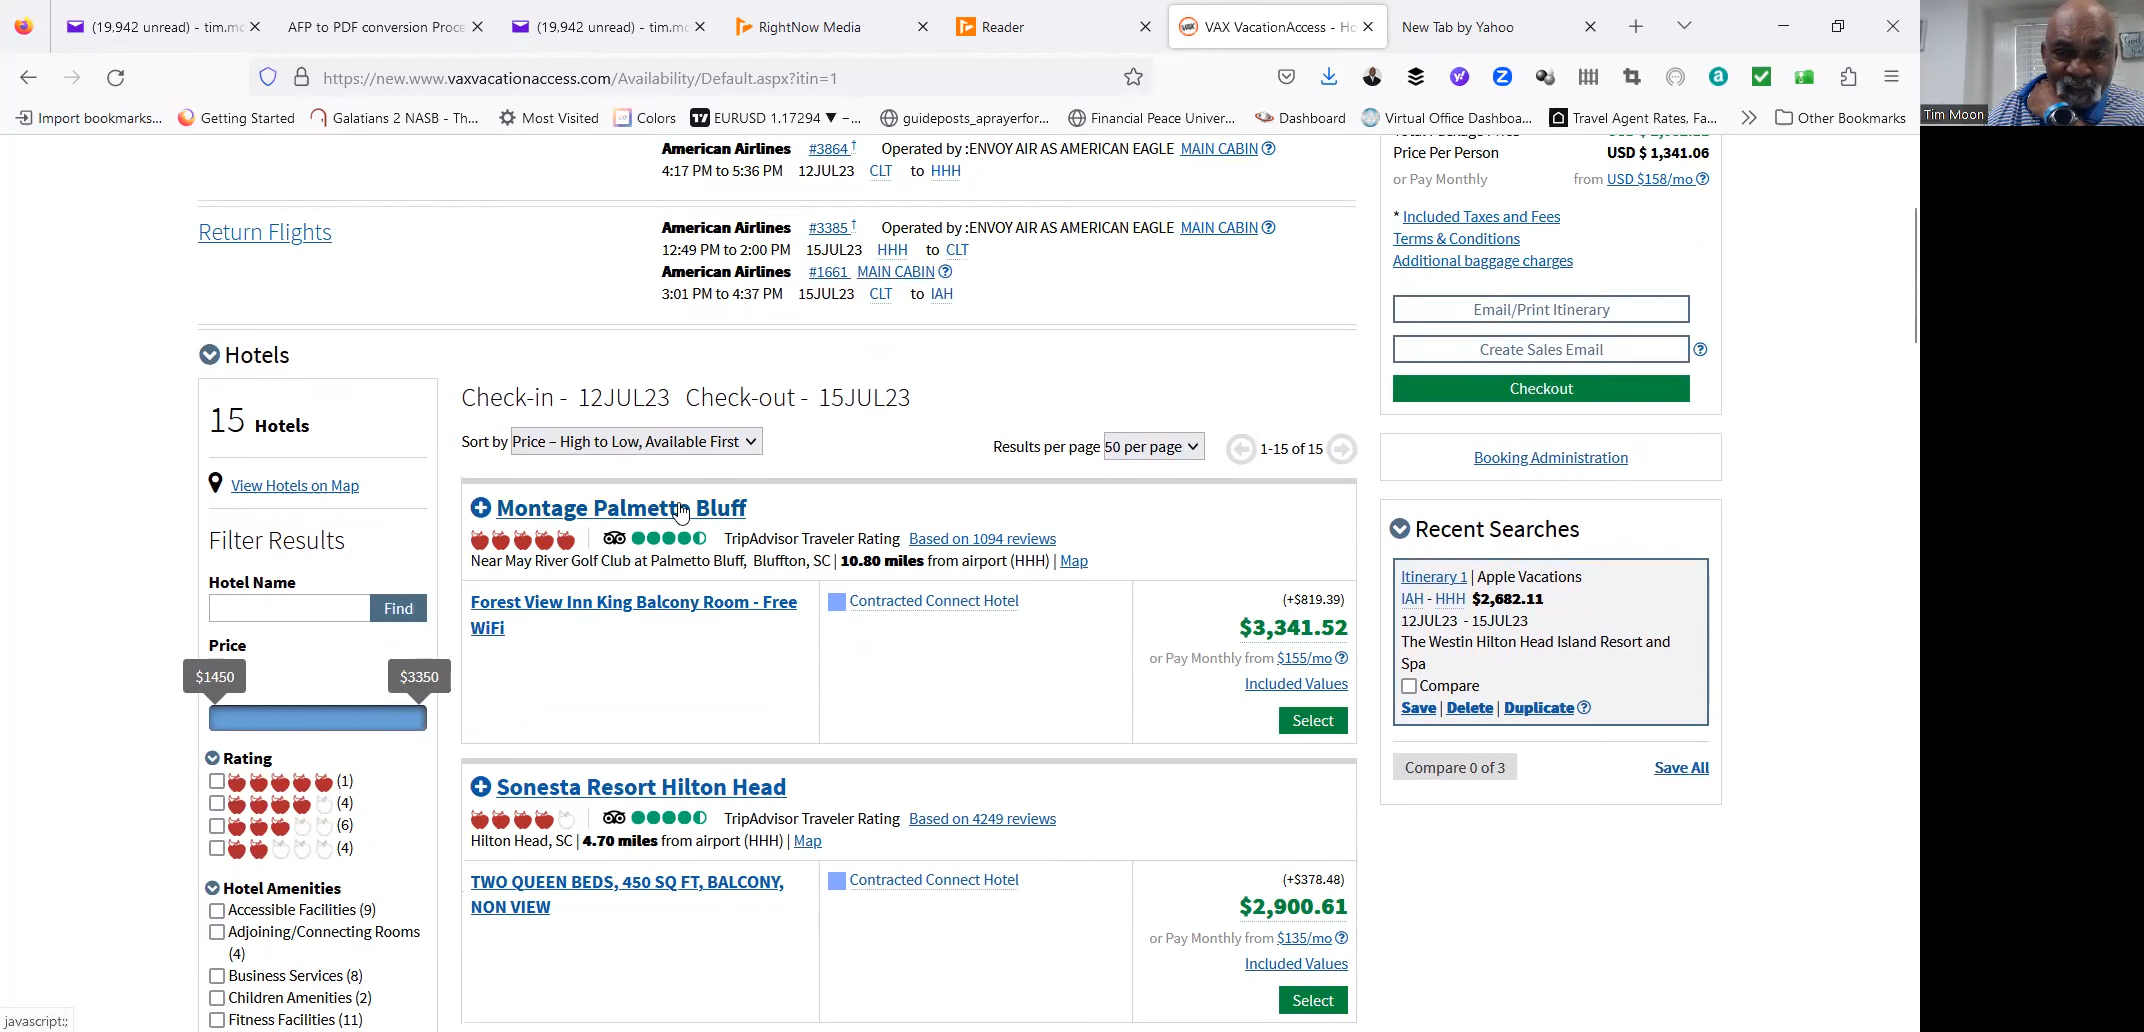 (19,942 unread) - tim.mo
AFP to PDF conversion Proce
(19,942 unread) - tim.mo
RightNow Media
Reader
VAX VacationAccess - Ho
New Tab by Yahoo
https://new.www.vaxvacationaccess.com/Availability/Default.aspx?itin=1
Import bookmarks...
Getting Started
Galatians 2 NASB - Th...
Most Visited
Colors
EURUSD 1.17294 ▼ –...
guideposts_aprayerfor...
Financial Peace Univer...
Dashboard
Virtual Office Dashboa...
Travel Agent Rates, Fa...
Other Bookmarks
Tim Moon
American Airlines #3864 † Operated by :ENVOY AIR AS AMERICAN EAGLE MAIN CABIN
4:17 PM to 5:36 PM 12JUL23 CLT to HHH
Return Flights
American Airlines #3385 † Operated by :ENVOY AIR AS AMERICAN EAGLE MAIN CABIN
12:49 PM to 2:00 PM 15JUL23 HHH to CLT
American Airlines #1661 MAIN CABIN
3:01 PM to 4:37 PM 15JUL23 CLT to IAH
Hotels
15 Hotels
View Hotels on Map
Filter Results
Hotel Name
Find
Price
$1450 $3350
Rating
(1)
(4)
(6)
(4)
Hotel Amenities
Accessible Facilities (9)
Adjoining/Connecting Rooms
(4)
Business Services (8)
Children Amenities (2)
Fitness Facilities (11)
javascript:;
Check-in - 12JUL23 Check-out - 15JUL23
Sort by Price – High to Low, Available First
Results per page 50 per page 1-15 of 15
Montage Palmetto Bluff
TripAdvisor Traveler Rating Based on 1094 reviews
Near May River Golf Club at Palmetto Bluff, Bluffton, SC | 10.80 miles from airport (HHH) | Map
Forest View Inn King Balcony Room - Free
WiFi
Contracted Connect Hotel
(+$819.39)
$3,341.52
or Pay Monthly from $155/mo
Included Values
Select
Sonesta Resort Hilton Head
TripAdvisor Traveler Rating Based on 4249 reviews
Hilton Head, SC | 4.70 miles from airport (HHH) | Map
TWO QUEEN BEDS, 450 SQ FT, BALCONY,
NON VIEW
Contracted Connect Hotel
(+$378.48)
$2,900.61
or Pay Monthly from $135/mo
Included Values
Select
Price Per Person USD $ 1,341.06
or Pay Monthly from USD $158/mo
* Included Taxes and Fees
Terms & Conditions
Additional baggage charges
Email/Print Itinerary
Create Sales Email
Checkout
Booking Administration
Recent Searches
Itinerary 1 | Apple Vacations
IAH - HHH $2,682.11
12JUL23 - 15JUL23
The Westin Hilton Head Island Resort and
Spa
Compare
Save | Delete | Duplicate
Compare 0 of 3
Save All